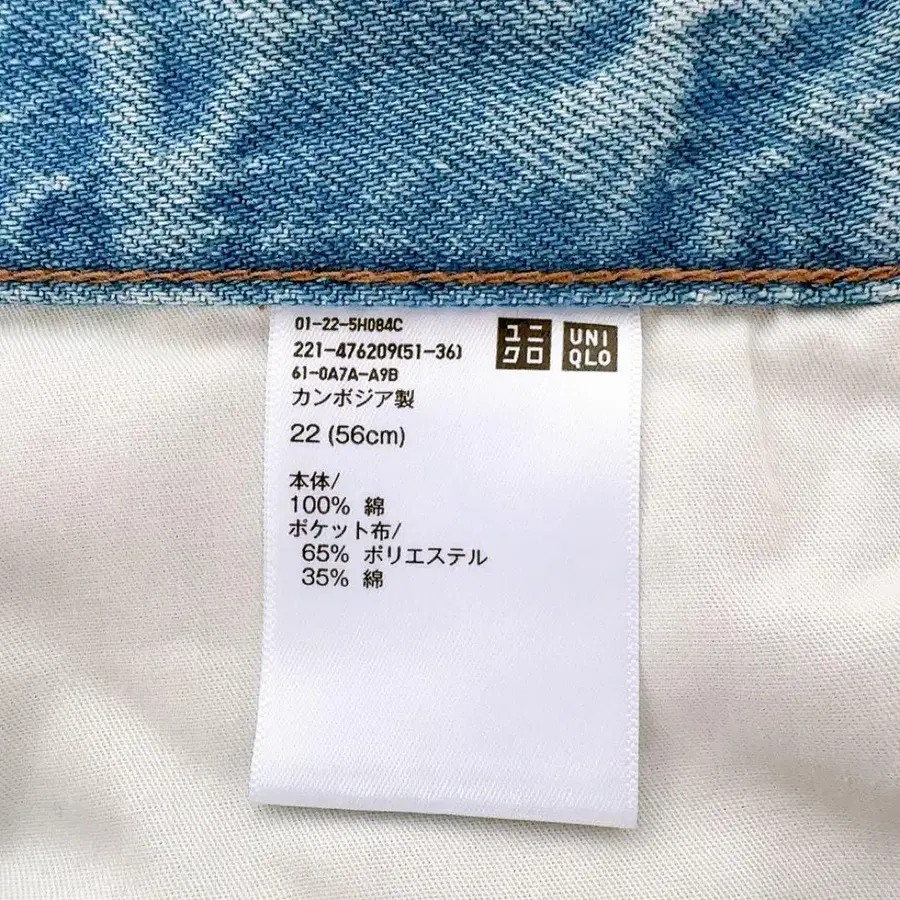 01-22-5H084C
221-476209(51-36)
61-0A7A-A9B
カンボジア製
22 (56cm)
本体/
100% 綿
ポケット布/
65% ポリエステル
35% 綿
ユニ
クロ
UNI
QLO